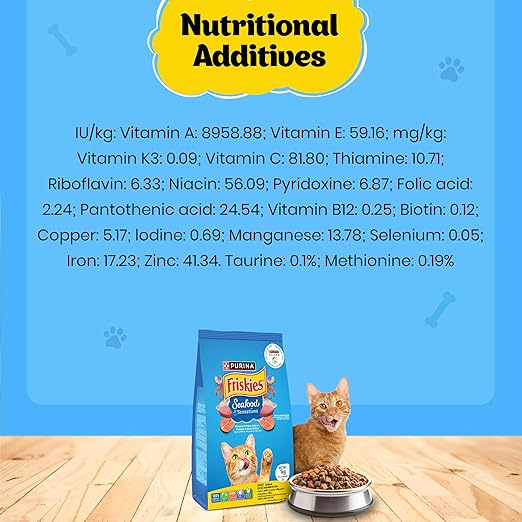 Nutritional
Additives
IU/kg: Vitamin A: 8958.88; Vitamin E: 59.16; mg/kg:
Vitamin K3: 0.09; Vitamin C: 81.80; Thiamine: 10.71;
Riboflavin: 6.33; Niacin: 56.09; Pyridoxine: 6.87; Folic acid:
2.24; Pantothenic acid: 24.54; Vitamin B12: 0.25; Biotin: 0.12;
Copper: 5.17; Iodine: 0.69; Manganese: 13.78; Selenium: 0.05;
Iron: 17.23; Zinc: 41.34. Taurine: 0.1%; Methionine: 0.19%
PURINA
Friskies
Seafood
Sensations
1kg